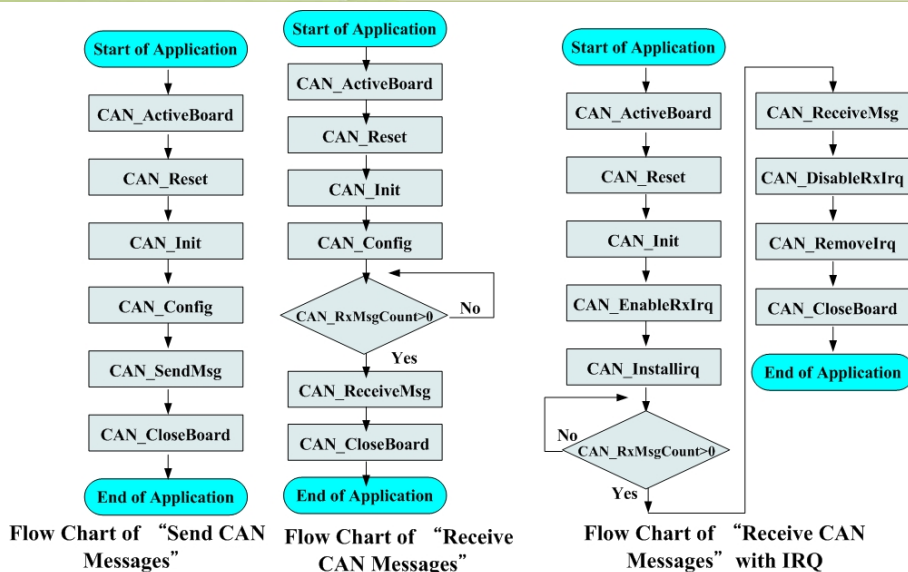 Start of Application
CAN_ActiveBoard
CAN_Reset
CAN_Init
CAN_Config
CAN_SendMsg
CAN_CloseBoard
End of Application
Flow Chart of “Send CAN
Messages”
Start of Application
CAN_ActiveBoard
CAN_Reset
CAN_Init
CAN_Config
CAN_RxMsgCount>0
No
Yes
CAN_ReceiveMsg
CAN_CloseBoard
End of Application
Flow Chart of “Receive
CAN Messages”
Start of Application
CAN_ActiveBoard
CAN_Reset
CAN_Init
CAN_EnableRxIrq
CAN_Installirq
No
CAN_RxMsgCount>0
Yes
CAN_ReceiveMsg
CAN_DisableRxIrq
CAN_RemoveIrq
CAN_CloseBoard
End of Application
Flow Chart of “Receive CAN
Messages” with IRQ